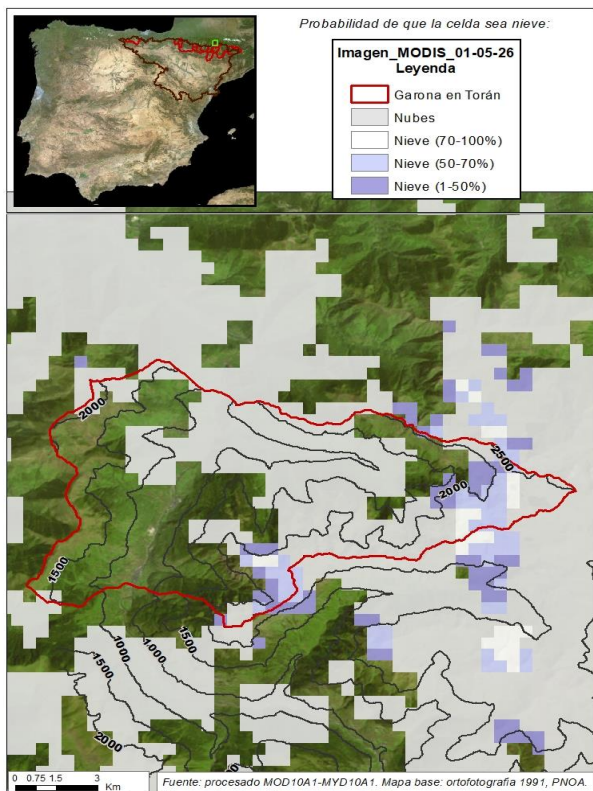 Probabilidad de que la celda sea nieve:
Imagen_MODIS_01-05-26
Leyenda
Garona en Torán
Nubes
Nieve (70-100%)
Nieve (50-70%)
Nieve (1-50%)
2000
2500
2000
1500
1500
1000
1000
1500
2000
0 0.75 1.5 3
Km
Fuente: procesado MOD10A1-MYD10A1. Mapa base: ortofotografía 1991, PNOA.